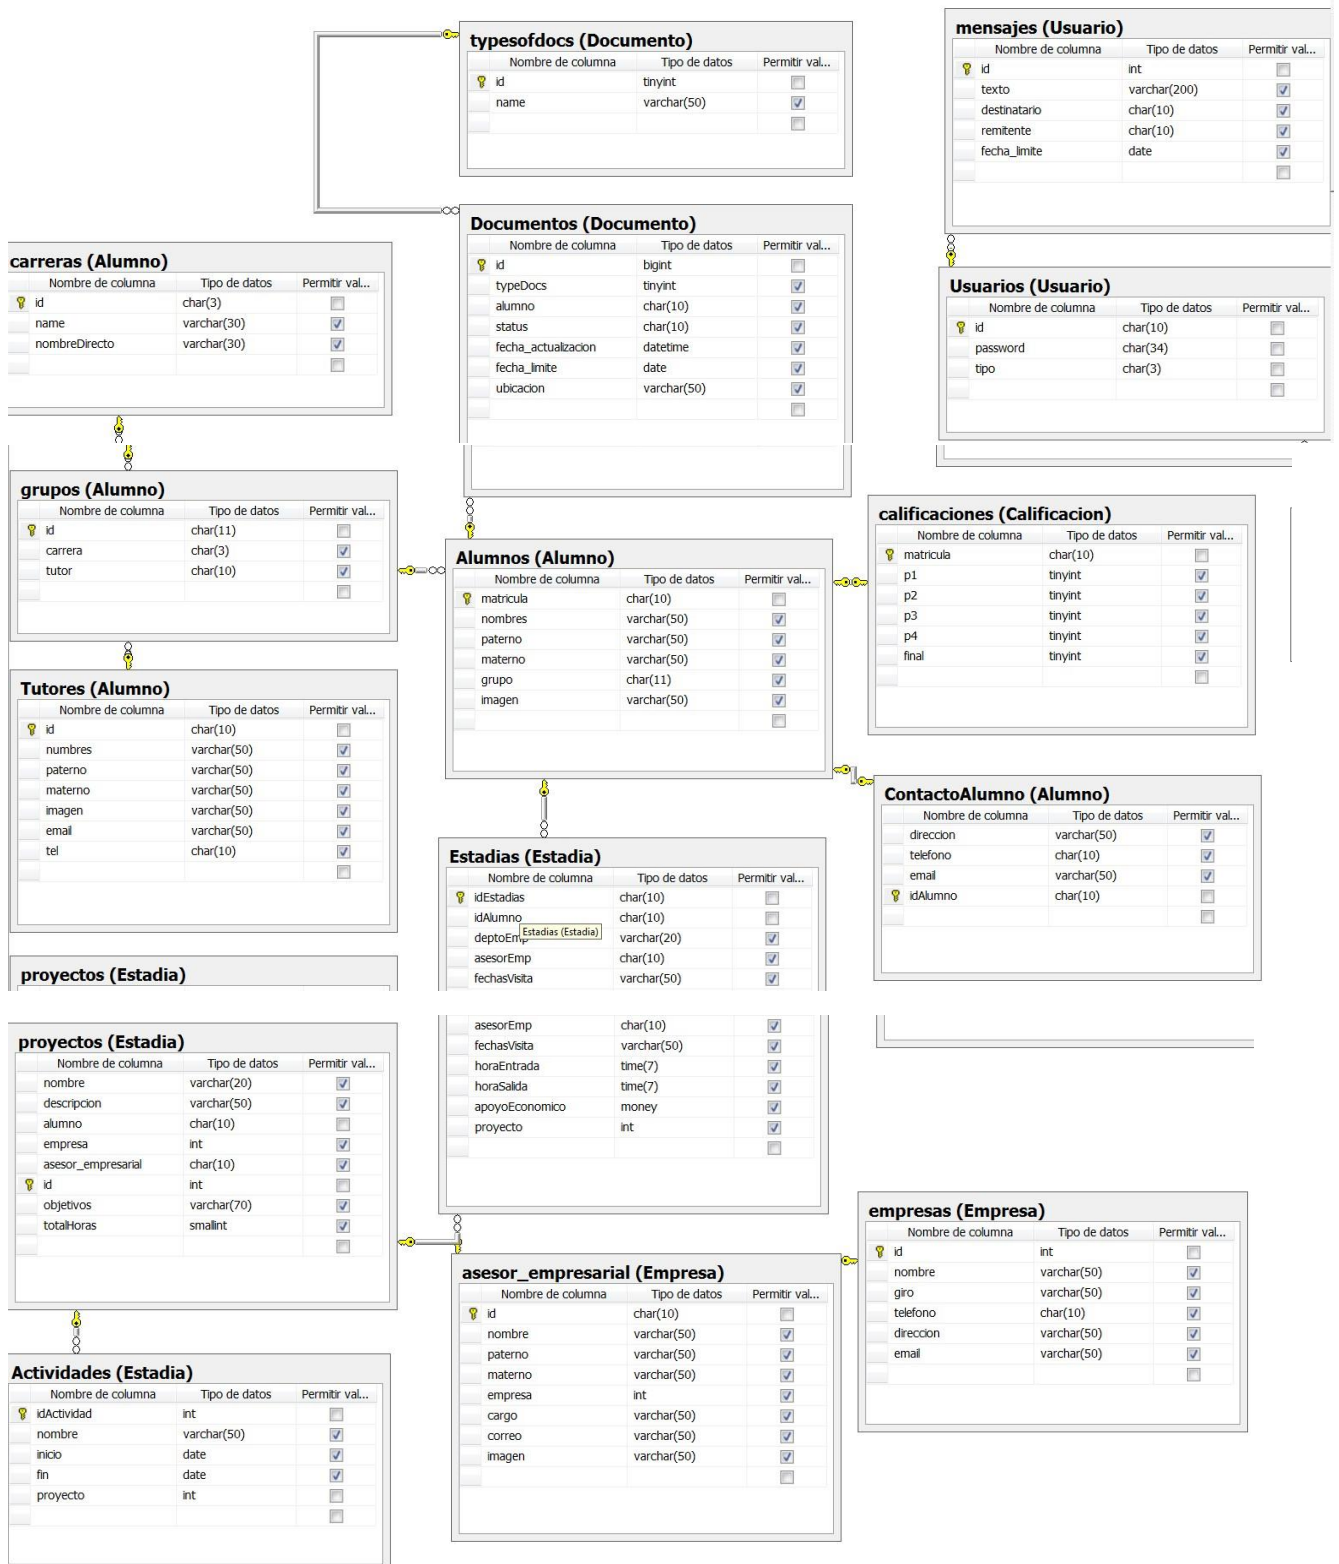 typesofdocs (Documento)
Nombre de columna Tipo de datos Permitir val...
id tinyint
name varchar(50)
mensajes (Usuario)
Nombre de columna Tipo de datos Permitir val...
id int
texto varchar(200)
destinatario char(10)
remitente char(10)
fecha_limite date
Documentos (Documento)
Nombre de columna Tipo de datos Permitir val...
id bigint
typeDocs tinyint
alumno char(10)
status char(10)
fecha_actualizacion datetime
fecha_limite date
ubicacion varchar(50)
carreras (Alumno)
Nombre de columna Tipo de datos Permitir val...
id char(3)
name varchar(30)
nombreDirecto varchar(30)
Usuarios (Usuario)
Nombre de columna Tipo de datos Permitir val...
id char(10)
password char(34)
tipo char(3)
grupos (Alumno)
Nombre de columna Tipo de datos Permitir val...
id char(11)
carrera char(3)
tutor char(10)
Alumnos (Alumno)
Nombre de columna Tipo de datos Permitir val...
matricula char(10)
nombres varchar(50)
paterno varchar(50)
materno varchar(50)
grupo char(11)
imagen varchar(50)
calificaciones (Calificacion)
Nombre de columna Tipo de datos Permitir val...
matricula char(10)
p1 tinyint
p2 tinyint
p3 tinyint
p4 tinyint
final tinyint
Tutores (Alumno)
Nombre de columna Tipo de datos Permitir val...
id char(10)
numbres varchar(50)
paterno varchar(50)
materno varchar(50)
imagen varchar(50)
email varchar(50)
tel char(10)
ContactoAlumno (Alumno)
Nombre de columna Tipo de datos Permitir val...
direccion varchar(50)
telefono char(10)
email varchar(50)
idAlumno char(10)
Estadias (Estadia)
Nombre de columna Tipo de datos Permitir val...
idEstadias char(10)
idAlumno char(10)
Estadias (Estadia)
deptoEmp varchar(20)
asesorEmp char(10)
fechasVisita varchar(50)
proyectos (Estadia)
asesorEmp char(10)
fechasVisita varchar(50)
horaEntrada time(7)
horaSalida time(7)
apoyoEconomico money
proyecto int
proyectos (Estadia)
Nombre de columna Tipo de datos Permitir val...
nombre varchar(20)
descripcion varchar(50)
alumno char(10)
empresa int
asesor_empresarial char(10)
id int
objetivos varchar(70)
totalHoras smallint
empresas (Empresa)
Nombre de columna Tipo de datos Permitir val...
id int
nombre varchar(50)
giro varchar(50)
telefono char(10)
direccion varchar(50)
email varchar(50)
asesor_empresarial (Empresa)
Nombre de columna Tipo de datos Permitir val...
id char(10)
nombre varchar(50)
paterno varchar(50)
materno varchar(50)
empresa int
cargo varchar(50)
correo varchar(50)
imagen varchar(50)
Actividades (Estadia)
Nombre de columna Tipo de datos Permitir val...
idActividad int
nombre varchar(50)
inicio date
fin date
proyecto int